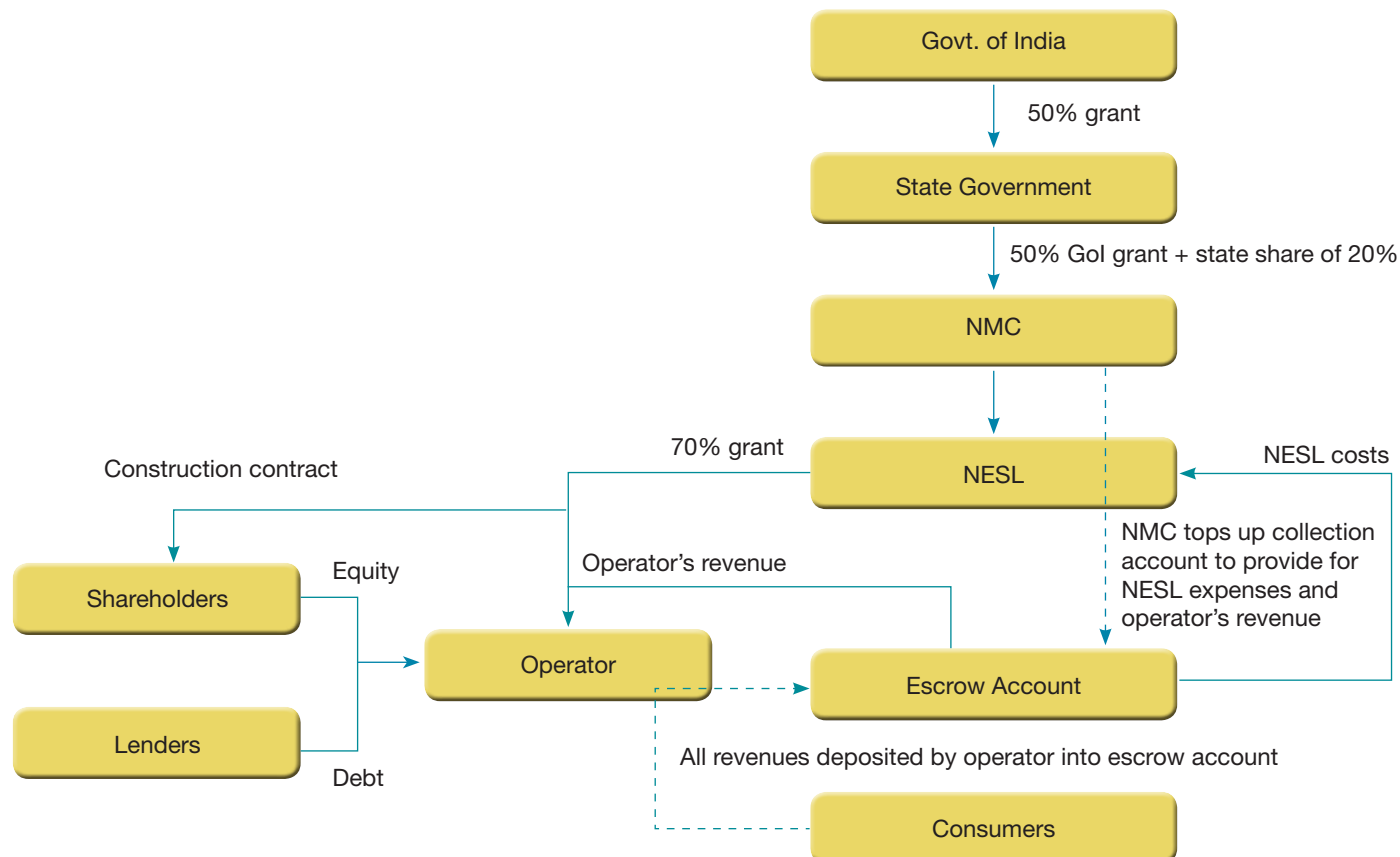 Govt. of India
50% grant
State Government
50% GoI grant + state share of 20%
NMC
70% grant
NESL
NESL costs
Construction contract
NMC tops up collection
account to provide for
NESL expenses and
operator's revenue
Operator's revenue
Equity
Shareholders
Operator
Escrow Account
Lenders
Debt
All revenues deposited by operator into escrow account
Consumers